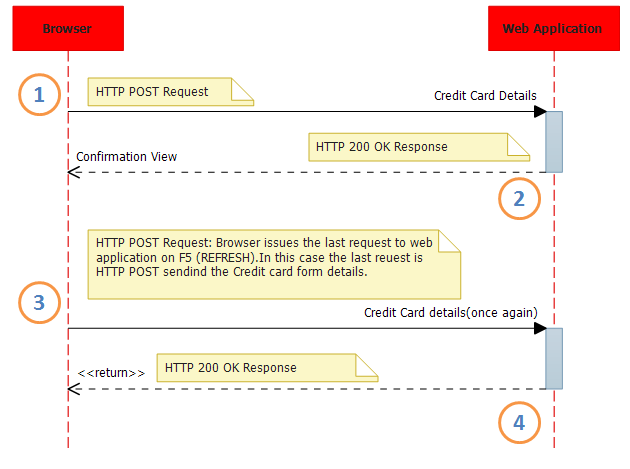 Browser
Web Application
1
HTTP POST Request
Credit Card Details
HTTP 200 OK Response
Confirmation View
2
HTTP POST Request: Browser issues the last request to web
application on F5 (REFRESH).In this case the last reuest is
HTTP POST sendind the Credit card form details.
3
Credit Card details(once again)
HTTP 200 OK Response
<<return>>
4